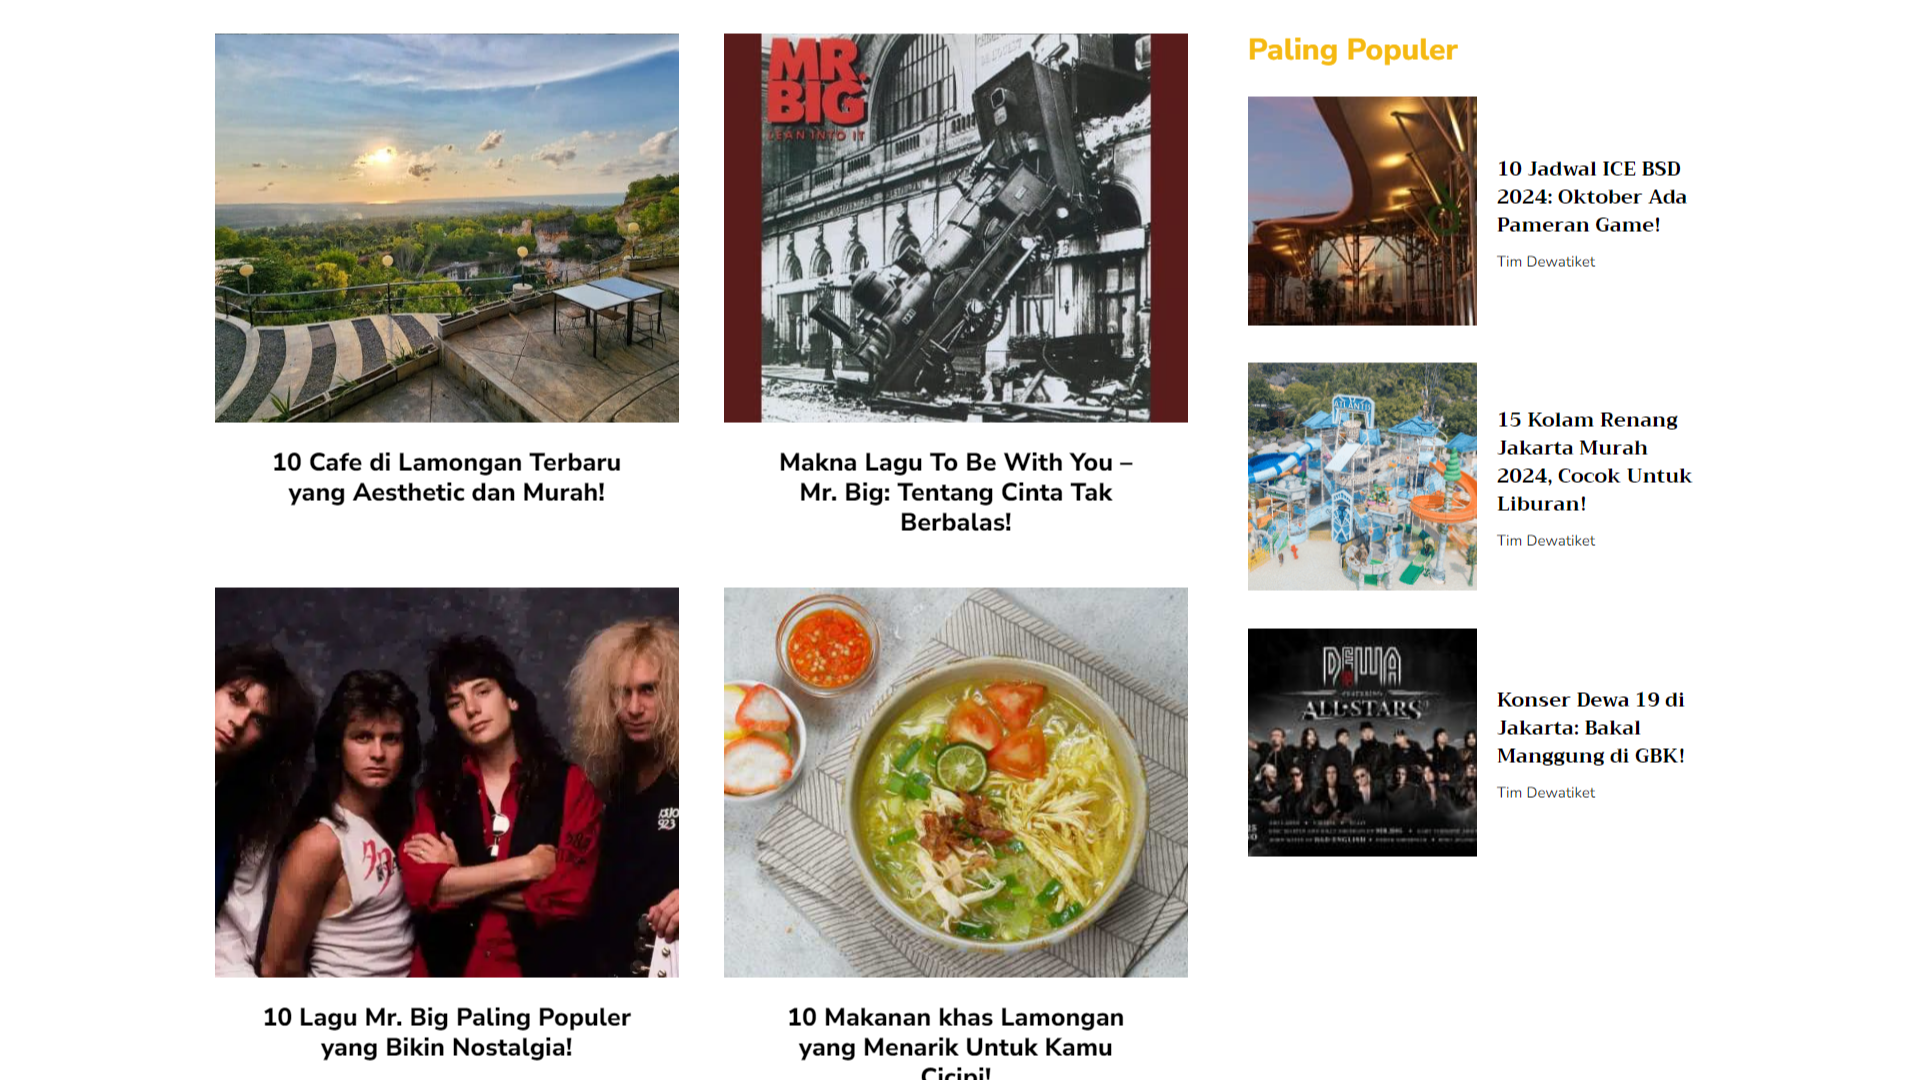 MR.
BIG
LEAN INTO IT
10 Cafe di Lamongan Terbaru
yang Aesthetic dan Murah!
Makna Lagu To Be With You –
Mr. Big: Tentang Cinta Tak
Berbalas!
10 Lagu Mr. Big Paling Populer
yang Bikin Nostalgia!
10 Makanan khas Lamongan
yang Menarik Untuk Kamu
Cicipi!
Paling Populer
10 Jadwal ICE BSD
2024: Oktober Ada
Pameran Game!
Tim Dewatiket
ATLANTIS
15 Kolam Renang
Jakarta Murah
2024, Cocok Untuk
Liburan!
Tim Dewatiket
DEWA
FEATURING
ALL-STARS
Konser Dewa 19 di
Jakarta: Bakal
Manggung di GBK!
Tim Dewatiket